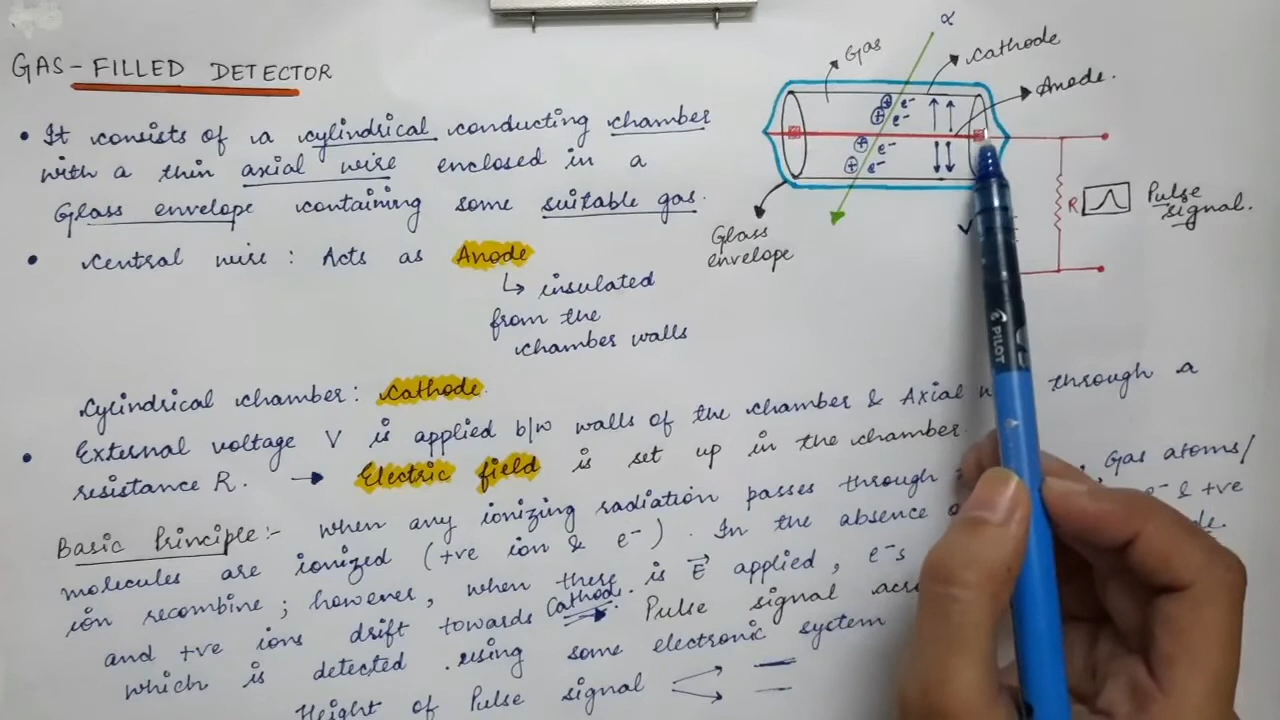 GAS-FILLED DETECTOR
• It consists of a cylindrical conducting chamber
with a thin axial wire enclosed in a
Glass envelope containing some suitable gas.
• Central wire: Acts as Anode
↳ insulated
from the
chamber walls
Cylindrical chamber: Cathode
• External voltage V is applied b/w walls of the chamber & Axial through a
resistance R. → Electric field is set up in the chamber.
Basic Principle:- When any ionizing radiation passes through Gas atoms/
molecules are ionized (+ve ion & e-). In the absence e- & +ve
ion recombine; however, when there is E⃗ applied, e-s
and +ve ions drift towards Cathode. Pulse signal
which is detected using some electronic system
Height of Pulse signal
α
Gas
Cathode
Anode.
⊕ e-
⊕ e-
⊕ e-
⊕ e-
Glass
envelope
R
Pulse
signal.
PILOT